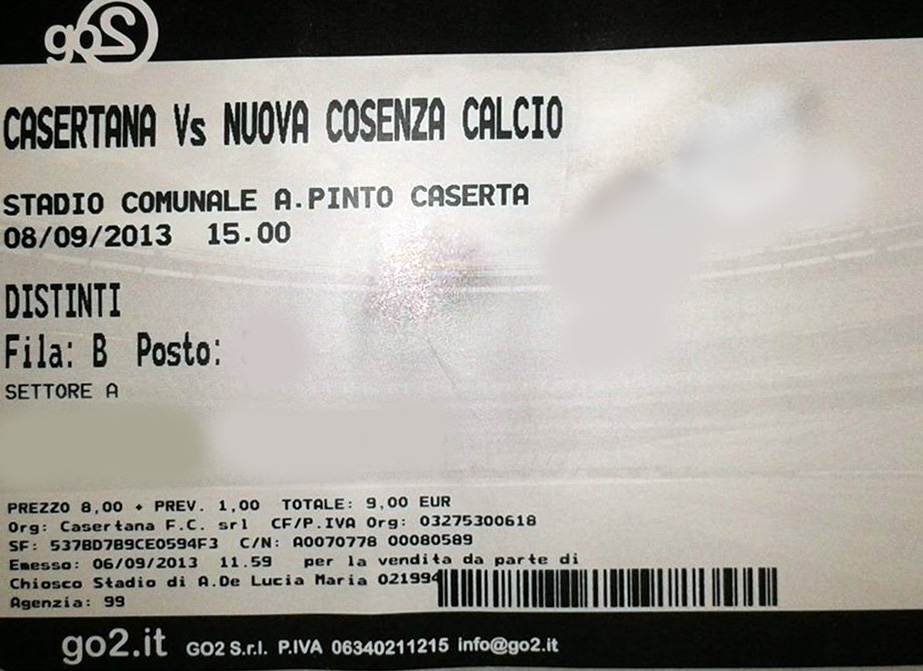 go2
CASERTANA Vs NUOVA COSENZA CALCIO
STADIO COMUNALE A.PINTO CASERTA
08/09/2013 15.00
DISTINTI
Fila: B Posto:
SETTORE A
PREZZO 8,00 + PREV. 1,00 TOTALE: 9,00 EUR
Org: Casertana F.C. srl CF/P.IVA Org: 03275300618
SF: 537BD7B9CE0594F3 C/N: A0070778 00080589
Emesso: 06/09/2013 11.59 per la vendita da parte di
Chiosco Stadio di A.De Lucia Maria 021994
Agenzia: 99
go2.it GO2 S.r.l. P.IVA 06340211215 info@go2.it